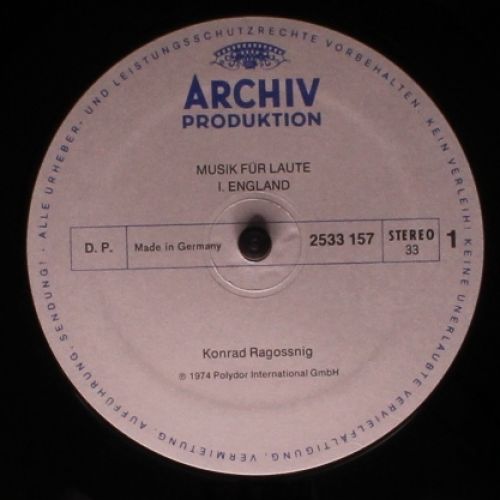 · ALLE URHEBER- UND LEISTUNGSSCHUTZRECHTE VORBEHALTEN. KEIN VERLEIH! KEINE UNERLAUBTE VERVIELFÄLTIGUNG, VERMIETUNG, AUFFÜHRUNG, SENDUNG!
ARCHIV
PRODUKTION
MUSIK FÜR LAUTE
I. ENGLAND
D. P. Made in Germany 2533 157 STEREO 33 1
Konrad Ragossnig
℗ 1974 Polydor International GmbH